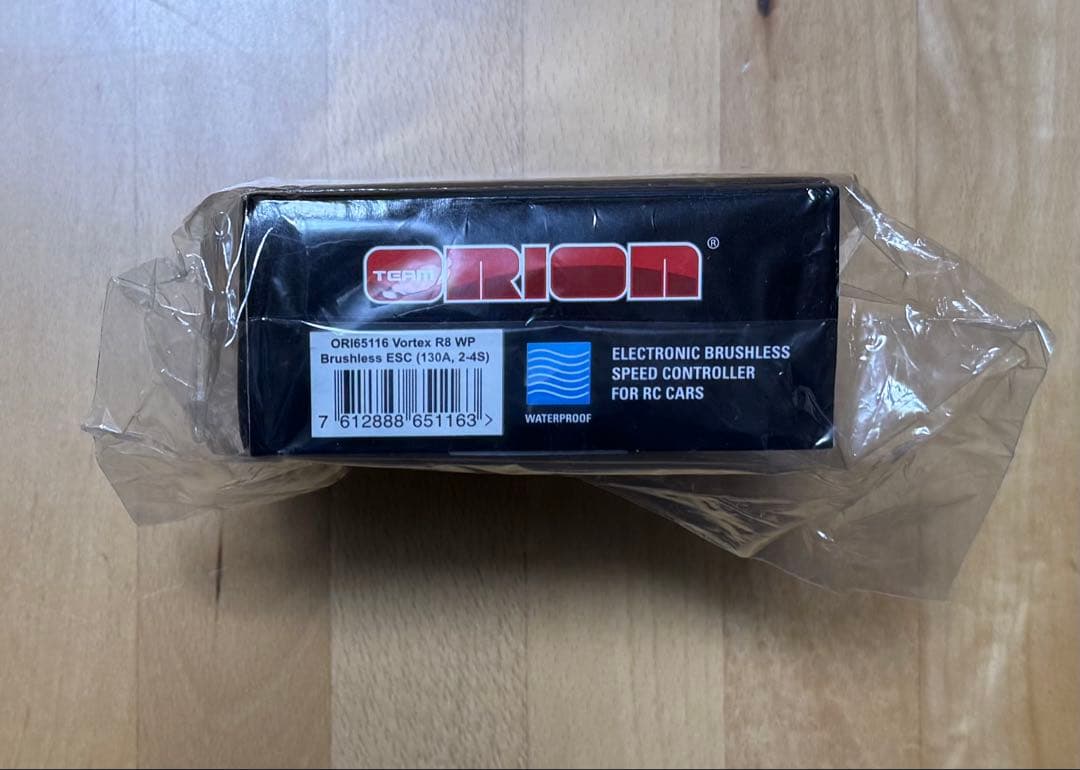 TEAM ORION ®
ORI65116 Vortex R8 WP
Brushless ESC (130A, 2-4S)
7 612888 651163 >
WATERPROOF
ELECTRONIC BRUSHLESS
SPEED CONTROLLER
FOR RC CARS